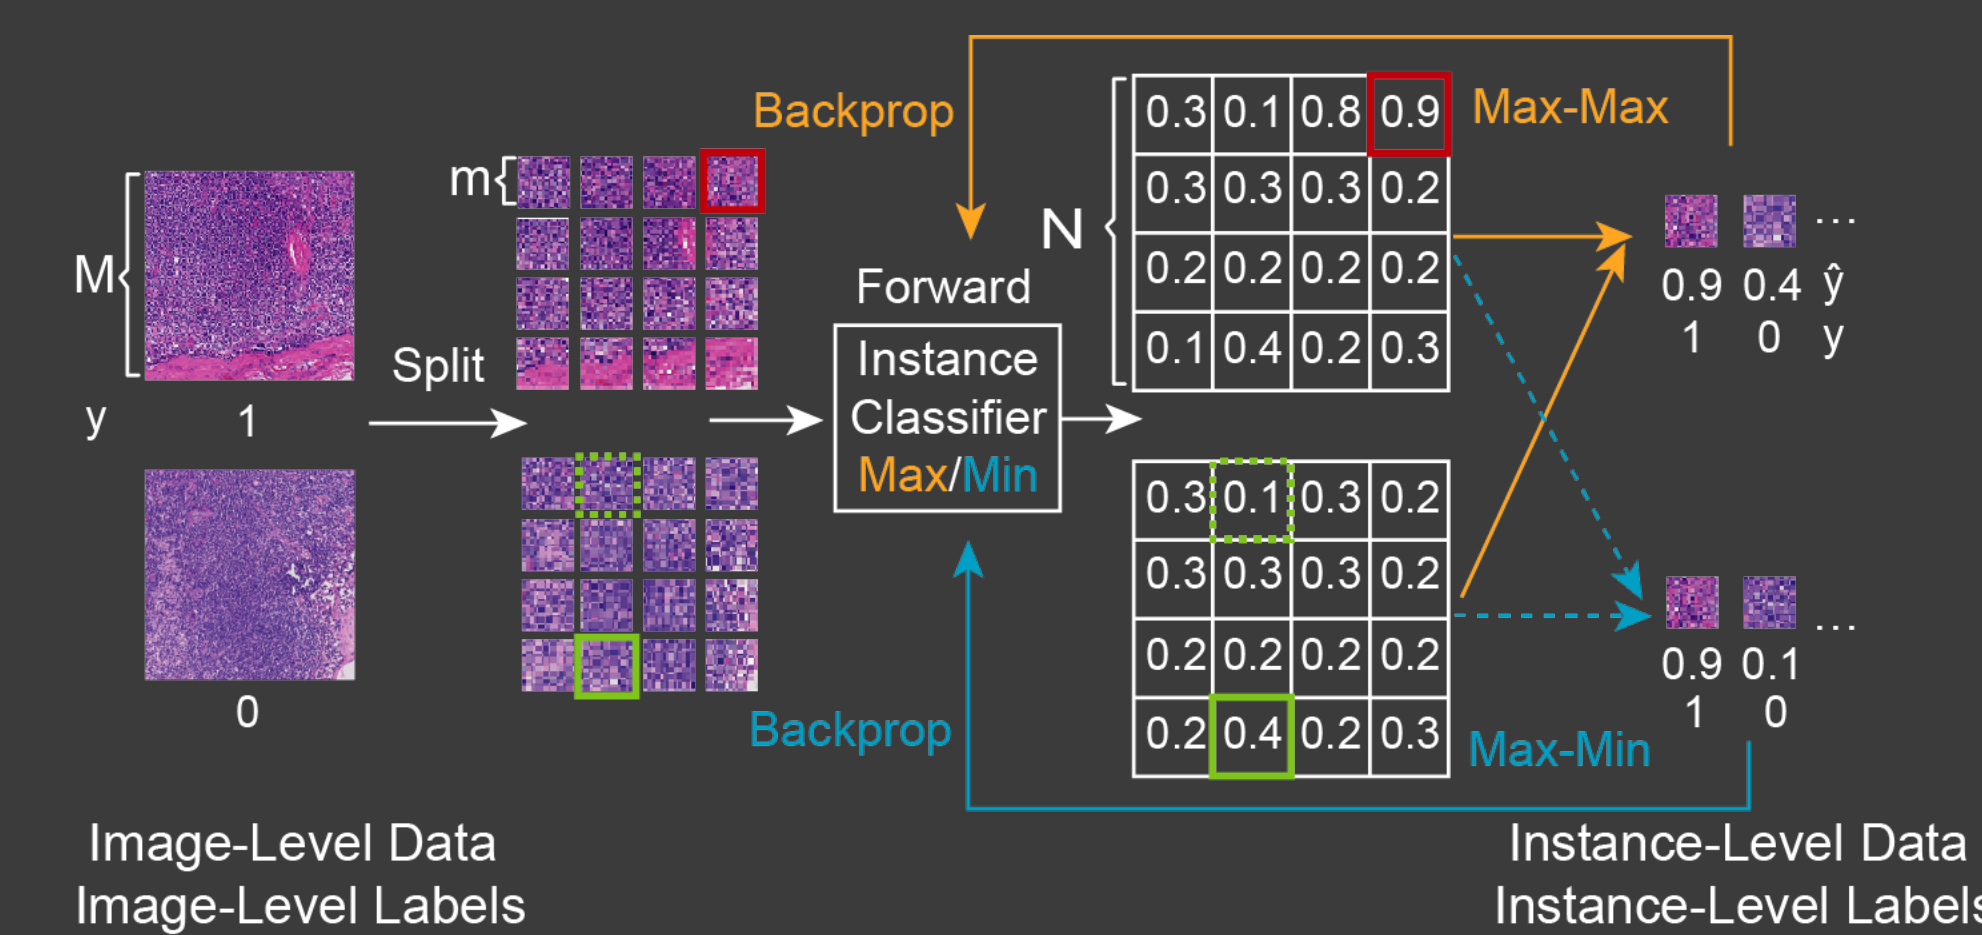 Backprop
0.3 0.1 0.8 0.9
Max-Max
m
0.3 0.3 0.3 0.2
N
M
0.2 0.2 0.2 0.2
...
Forward
0.9 0.4 ŷ
1 0 y
Split
Instance
Classifier
Max/Min
0.1 0.4 0.2 0.3
y 1
0.3 0.1 0.3 0.2
0.3 0.3 0.3 0.2
...
0.2 0.2 0.2 0.2
0.9 0.1
1 0
0
Backprop
0.2 0.4 0.2 0.3
Max-Min
Image-Level Data
Image-Level Labels
Instance-Level Data
Instance-Level Labels